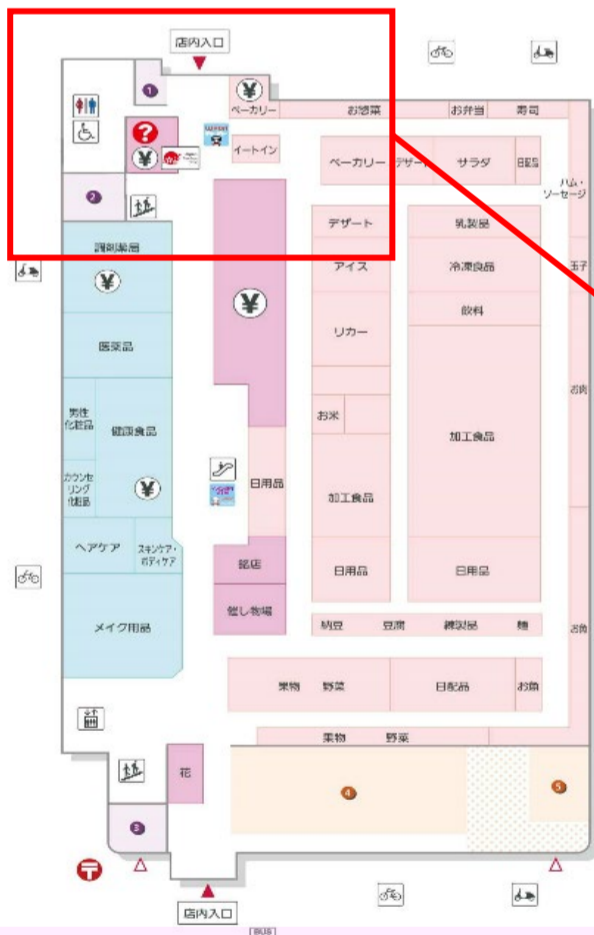 店内入口
1
ベーカリー
お惣菜
お弁当
寿司
?
¥
¥
イートイン
ベーカリー
デザート
サラダ
日配品
ハム・
ソーセージ
2
調剤薬局
¥
デザート
乳製品
アイス
冷凍食品
玉子
¥
飲料
医薬品
リカー
お肉
男性
化粧品
健康食品
お米
加工食品
カウンセ
リング
化粧品
¥
日用品
加工食品
ヘアケア
スキンケア・
ボディケア
銘店
日用品
日用品
メイク用品
催し物場
納豆
豆腐
練製品
麺
お魚
果物
野菜
日配品
お魚
果物
野菜
花
4
5
3
〒
店内入口
BUS